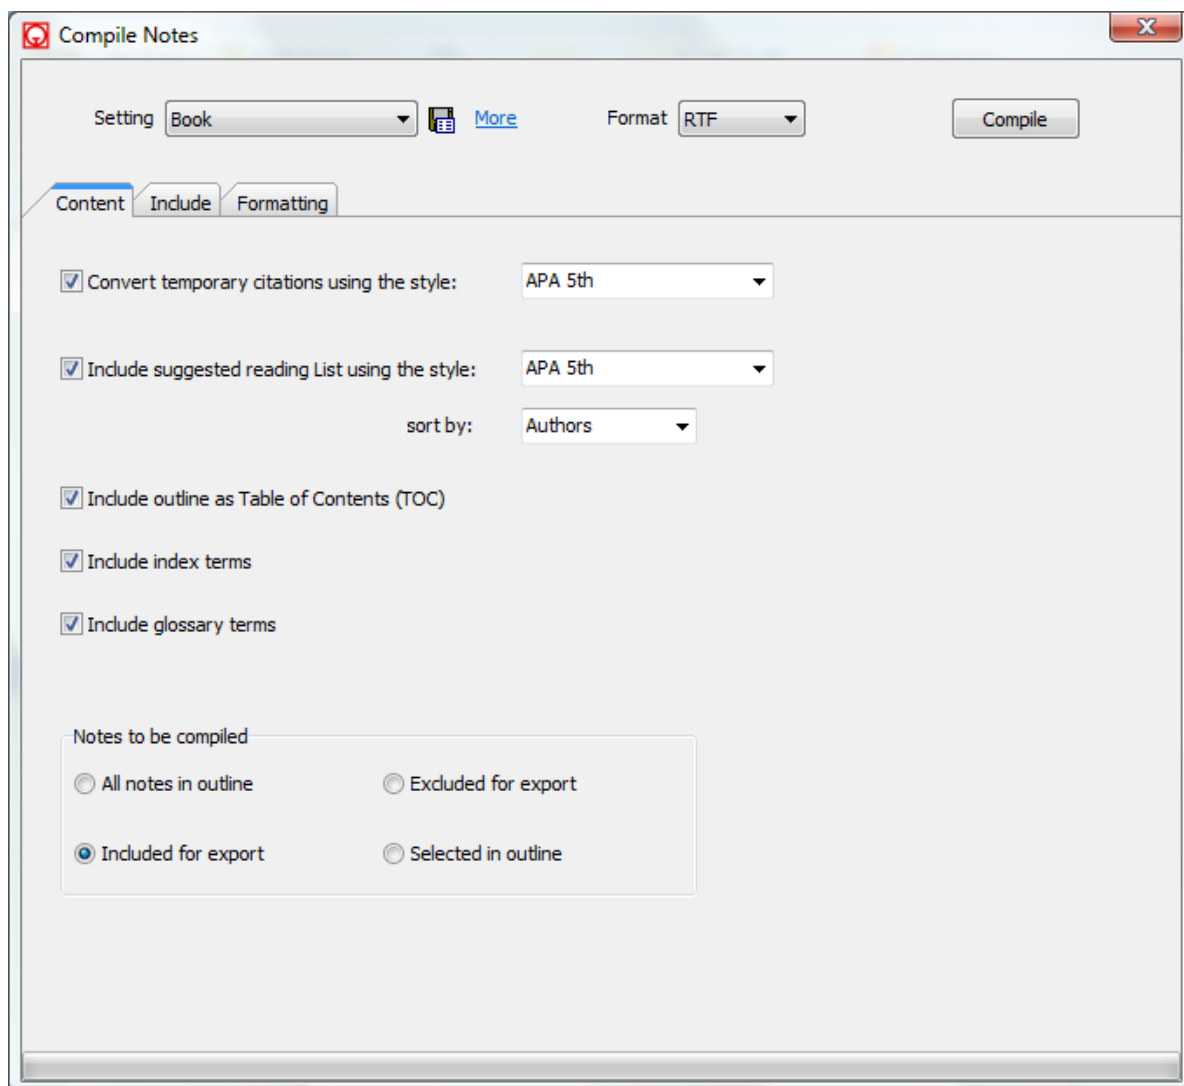 Compile Notes
Setting Book More Format RTF Compile
Content Include Formatting
Convert temporary citations using the style: APA 5th
Include suggested reading List using the style: APA 5th
sort by: Authors
Include outline as Table of Contents (TOC)
Include index terms
Include glossary terms
Notes to be compiled
All notes in outline Excluded for export
Included for export Selected in outline